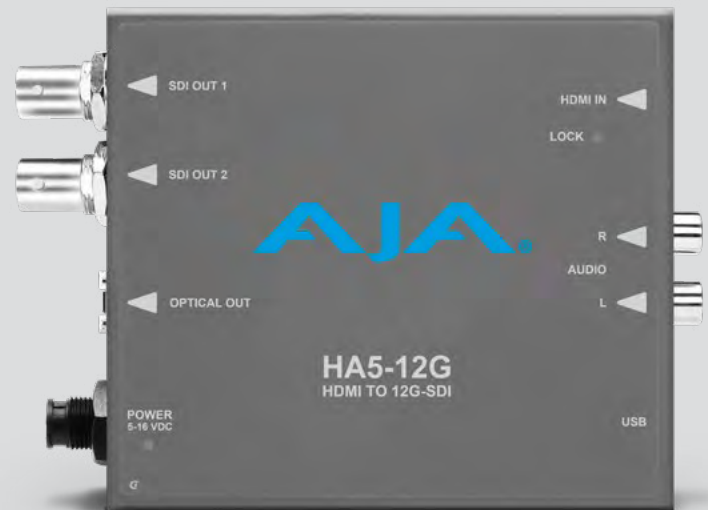 SDI OUT 1
HDMI IN
LOCK
SDI OUT 2
AJA®
R
AUDIO
L
OPTICAL OUT
HA5-12G
HDMI TO 12G-SDI
POWER
5-16 VDC
USB